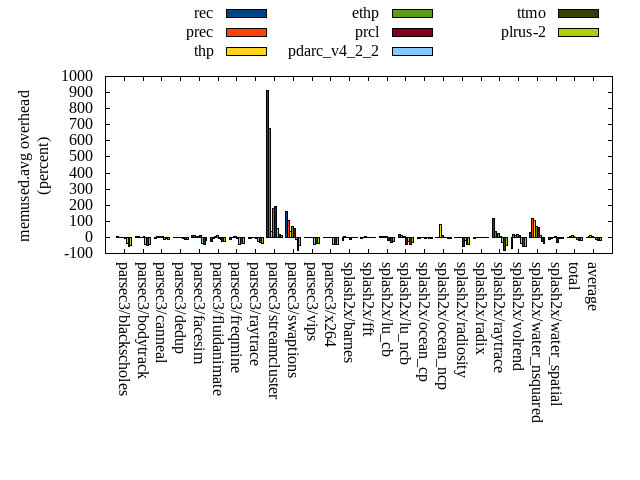 rec ethp ttmo
prec prcl plrus-2
thp pdarc_v4_2_2
memused.avg overhead
(percent)
1000
900
800
700
600
500
400
300
200
100
0
-100
parsec3/blackscholes
parsec3/bodytrack
parsec3/canneal
parsec3/dedup
parsec3/facesim
parsec3/fluidanimate
parsec3/freqmine
parsec3/raytrace
parsec3/streamcluster
parsec3/swaptions
parsec3/vips
parsec3/x264
splash2x/barnes
splash2x/fft
splash2x/lu_cb
splash2x/lu_ncb
splash2x/ocean_cp
splash2x/ocean_ncp
splash2x/radiosity
splash2x/radix
splash2x/raytrace
splash2x/volrend
splash2x/water_nsquared
splash2x/water_spatial
total
average